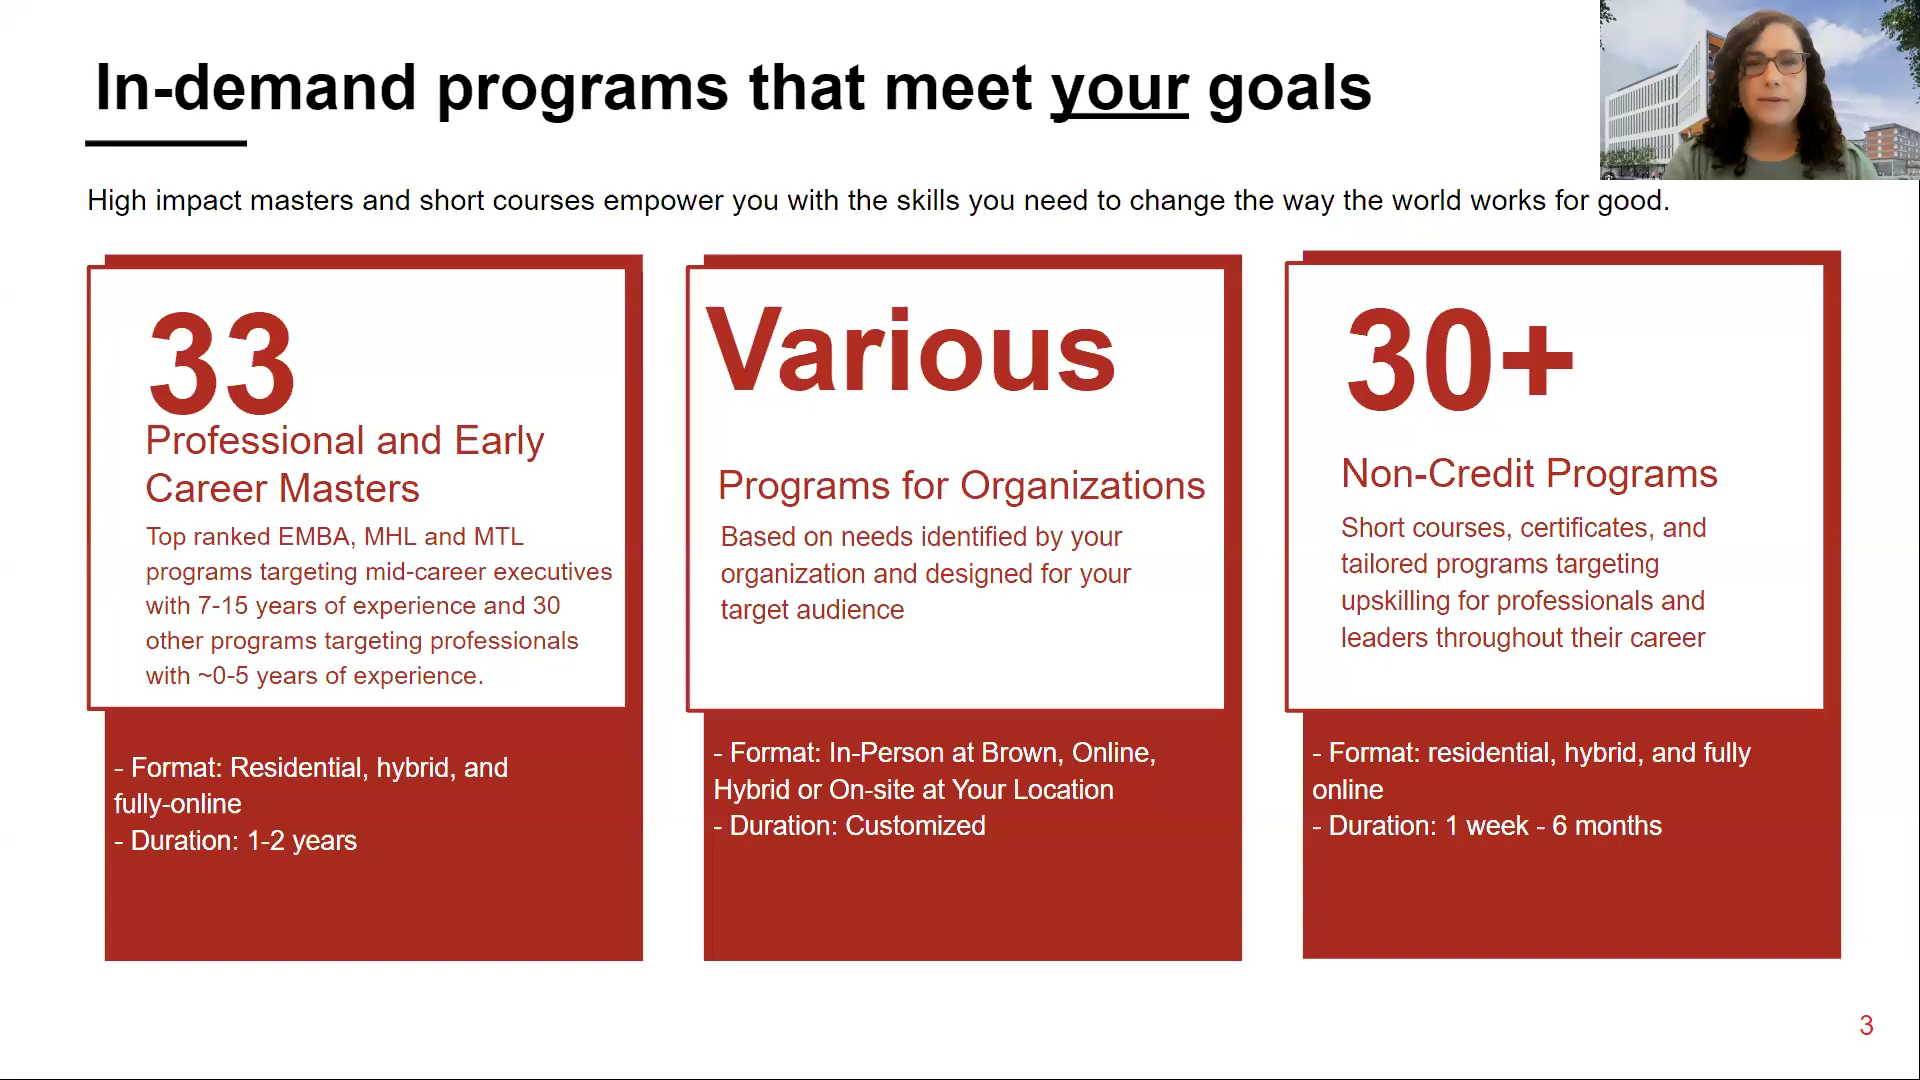 In-demand programs that meet your goals
High impact masters and short courses empower you with the skills you need to change the way the world works for good.
33
Professional and Early
Career Masters
Top ranked EMBA, MHL and MTL
programs targeting mid-career executives
with 7-15 years of experience and 30
other programs targeting professionals
with ~0-5 years of experience.
- Format: Residential, hybrid, and
fully-online
- Duration: 1-2 years
Various
Programs for Organizations
Based on needs identified by your
organization and designed for your
target audience
- Format: In-Person at Brown, Online,
Hybrid or On-site at Your Location
- Duration: Customized
30+
Non-Credit Programs
Short courses, certificates, and
tailored programs targeting
upskilling for professionals and
leaders throughout their career
- Format: residential, hybrid, and fully
online
- Duration: 1 week - 6 months
3